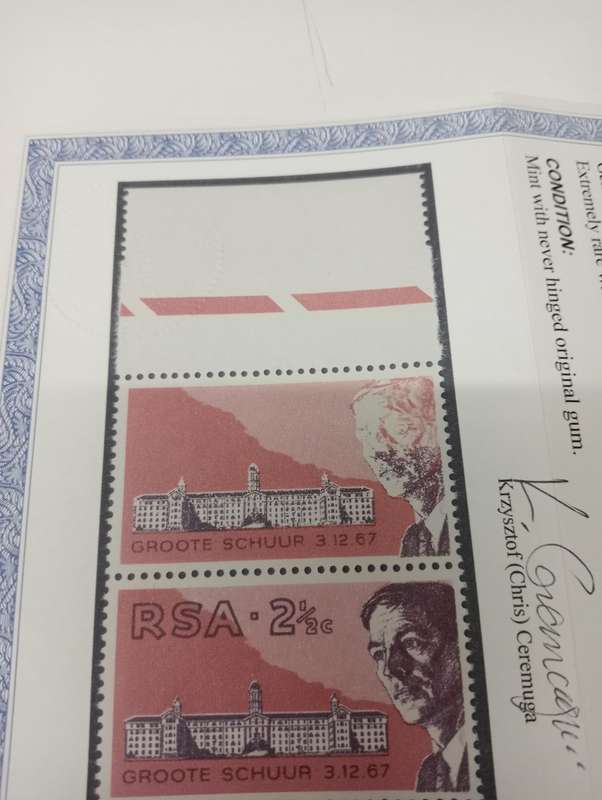 Extremely rare
CONDITION:
Mint with never hinged original gum.
Krzysztof (Chris) Ceremuga
GROOTE SCHUUR 3.12.67
RSA · 2½c
GROOTE SCHUUR 3.12.67